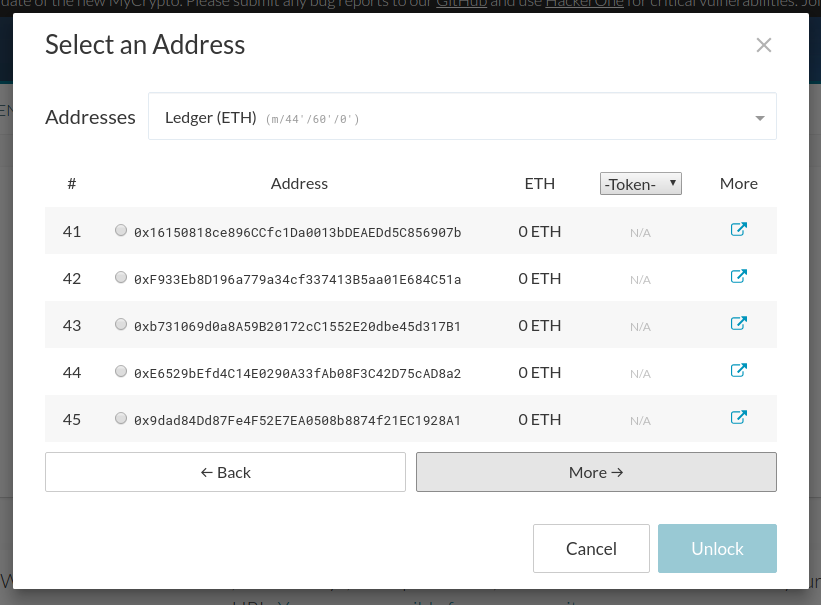 date of the new MyCrypto. Please submit any bug reports to our GitHub and use HackerOne for critical vulnerabilities. Joi
Select an Address
Addresses Ledger (ETH) (m/44'/60'/0')
# Address ETH -Token- More
41 0x16150818ce896CCfc1Da0013bDEAEDd5C856907b 0 ETH N/A
42 0xF933Eb8D196a779a34cf337413B5aa01E684C51a 0 ETH N/A
43 0xb731069d0a8A59B20172cC1552E20dbe45d317B1 0 ETH N/A
44 0xE6529bEfd4C14E0290A33fAb08F3C42D75cAD8a2 0 ETH N/A
45 0x9dad84Dd87Fe4F52E7EA0508b8874f21EC1928A1 0 ETH N/A
← Back More →
Cancel Unlock